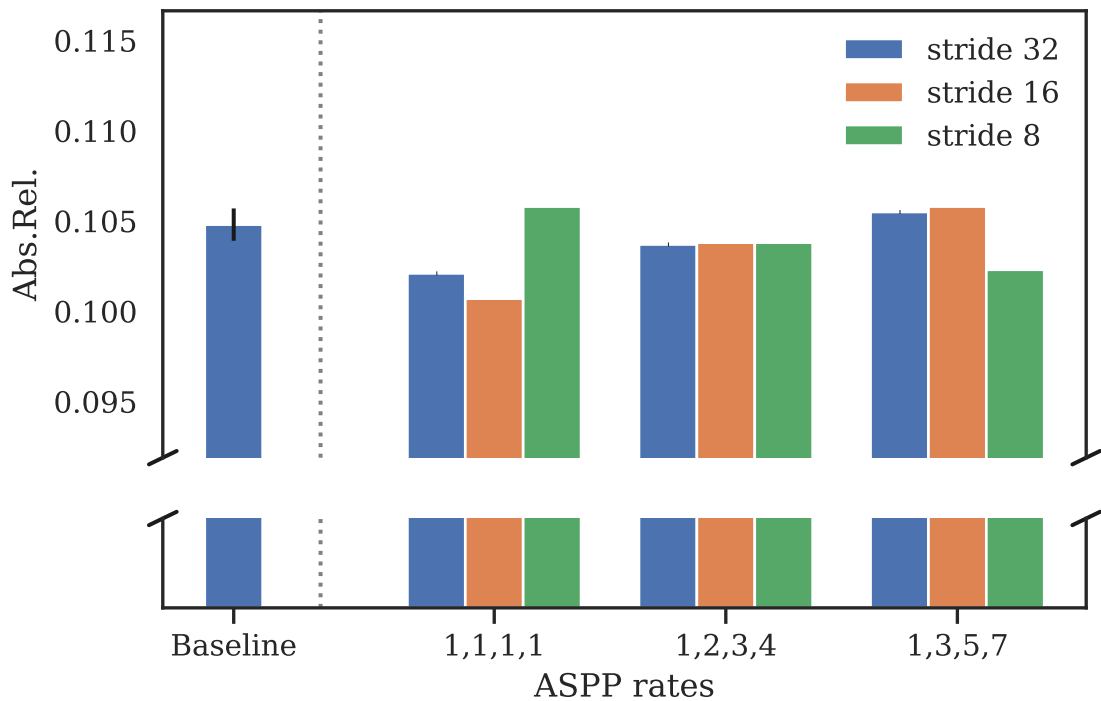 0.115
0.110
0.105
0.100
0.095
Abs.Rel.
stride 32
stride 16
stride 8
Baseline
1,1,1,1
1,2,3,4
1,3,5,7
ASPP rates